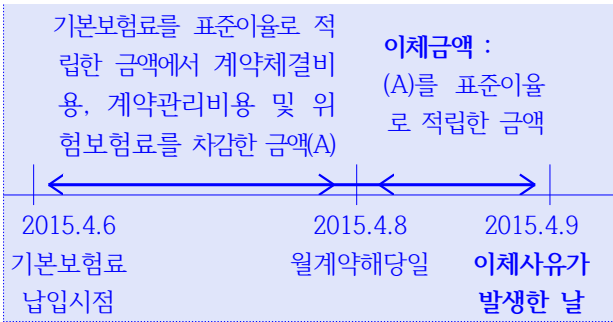 기본보험료를 표준이율로 적
립한 금액에서 계약체결비
용, 계약관리비용 및 위
험보험료를 차감한 금액(A)
이체금액 :
(A)를 표준이율
로 적립한 금액
2015.4.6
기본보험료
납입시점
2015.4.8
월계약해당일
2015.4.9
이체사유가
발생한 날